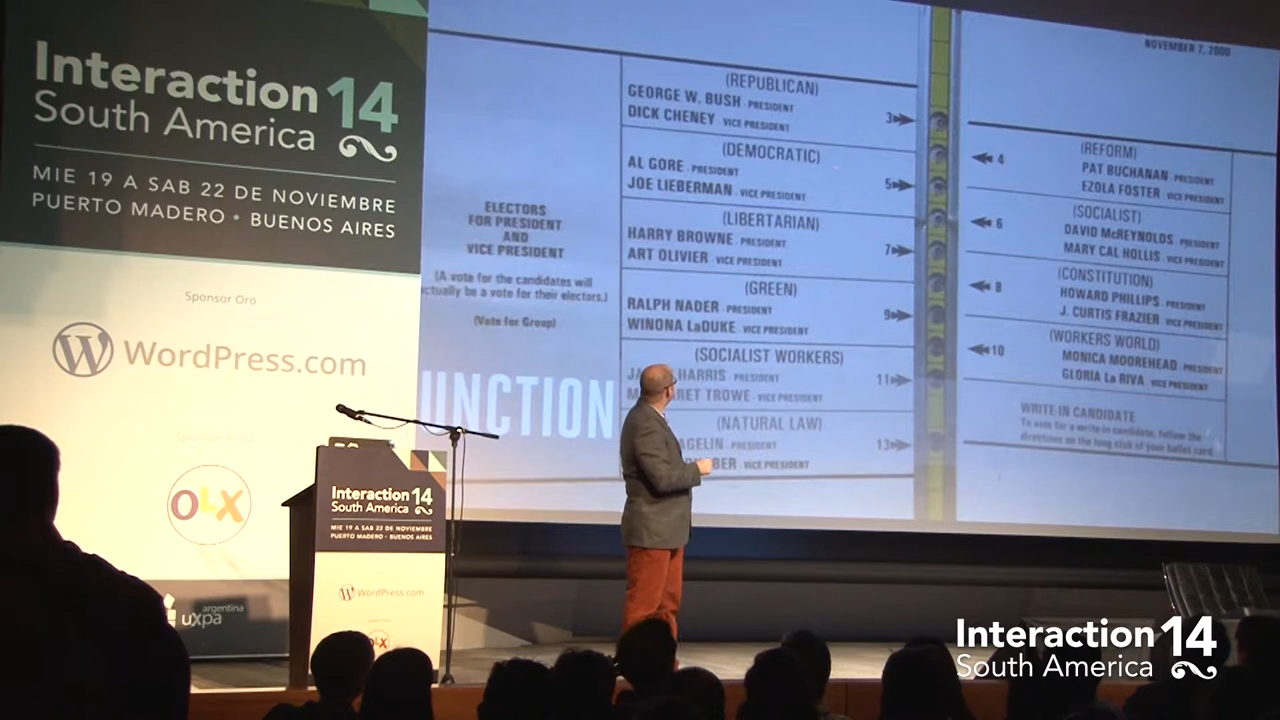 Interaction 14
South America
MIE 19 A SAB 22 DE NOVIEMBRE
PUERTO MADERO • BUENOS AIRES
Sponsor Oro
WordPress.com
Sponsor Plata
OLX
uxpa argentina
Interaction 14
South America
MIE 19 A SAB 22 DE NOVIEMBRE
PUERTO MADERO • BUENOS AIRES
WordPress.com
OLX
ELECTORS
FOR PRESIDENT
AND
VICE PRESIDENT
(A vote for the candidates will
ctually be a vote for their electors.)
(Vote for Group)
UNCTION
(REPUBLICAN)
GEORGE W. BUSH - PRESIDENT
DICK CHENEY - VICE PRESIDENT
3
(DEMOCRATIC)
AL GORE - PRESIDENT
JOE LIEBERMAN - VICE PRESIDENT
5
(LIBERTARIAN)
HARRY BROWNE - PRESIDENT
ART OLIVIER - VICE PRESIDENT
7
(GREEN)
RALPH NADER - PRESIDENT
WINONA LaDUKE - VICE PRESIDENT
9
(SOCIALIST WORKERS)
HARRIS - PRESIDENT
TROWE - VICE PRESIDENT
11
(NATURAL LAW)
AGELIN - PRESIDENT
BER - VICE PRESIDENT
13
NOVEMBER 7, 2000
4
(REFORM)
PAT BUCHANAN - PRESIDENT
EZOLA FOSTER - VICE PRESIDENT
6
(SOCIALIST)
DAVID McREYNOLDS - PRESIDENT
MARY CAL HOLLIS - VICE PRESIDENT
8
(CONSTITUTION)
HOWARD PHILLIPS - PRESIDENT
J. CURTIS FRAZIER - VICE PRESIDENT
10
(WORKERS WORLD)
MONICA MOOREHEAD - PRESIDENT
GLORIA La RIVA - VICE PRESIDENT
WRITE-IN CANDIDATE
To vote for a write-in candidate, follow the
directions on the long stub of your ballot card.
Interaction 14
South America